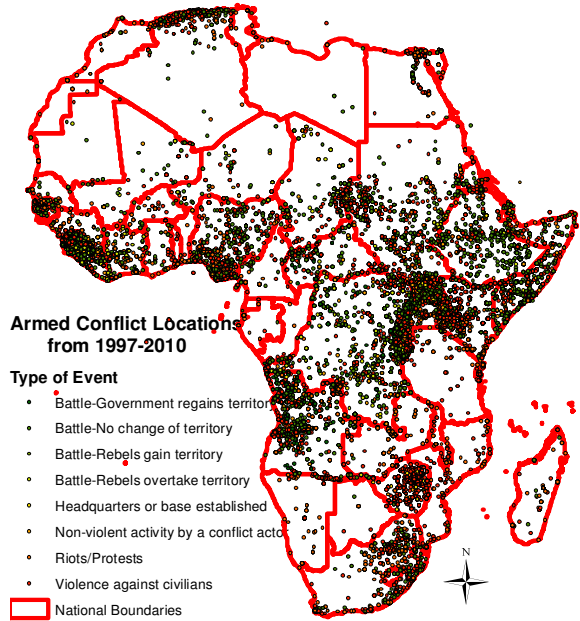 Armed Conflict Locations
from 1997-2010
Type of Event
Battle-Government regains territor
Battle-No change of territory
Battle-Rebels gain territory
Battle-Rebels overtake territory
Headquarters or base established
Non-violent activity by a conflict acto
Riots/Protests
Violence against civilians
National Boundaries
N